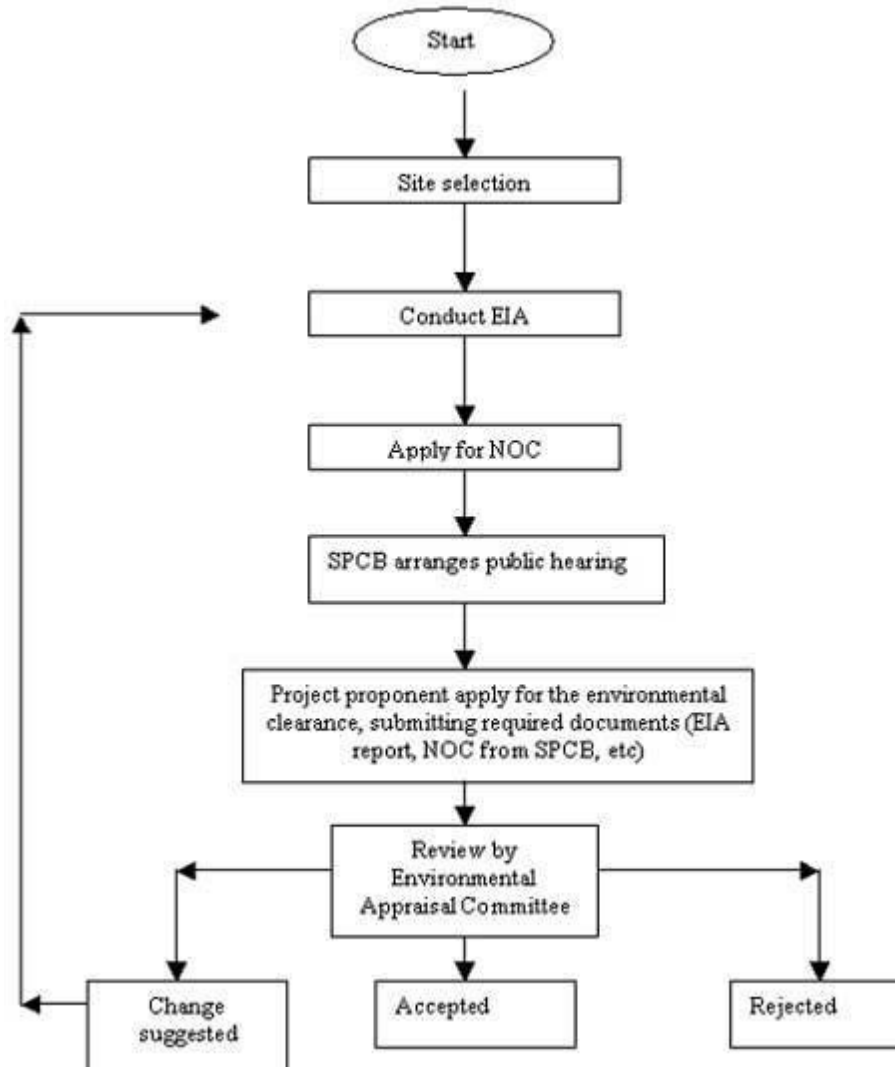 Start
Site selection
Conduct EIA
Apply for NOC
SPCB arranges public hearing
Project proponent apply for the environmental
clearance, submitting required documents (EIA
report, NOC from SPCB, etc)
Review by
Environmental
Appraisal Committee
Change
suggested
Accepted
Rejected